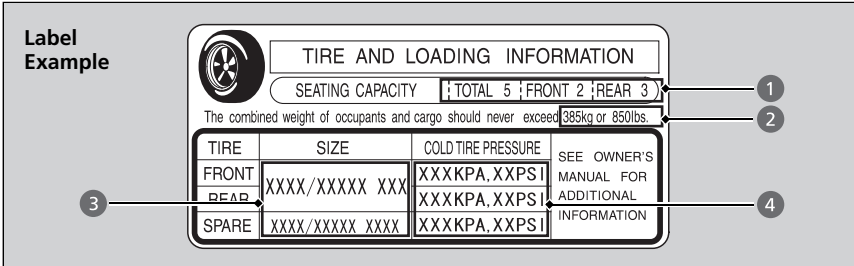 Label
Example
TIRE AND LOADING INFORMATION
SEATING CAPACITY TOTAL 5 FRONT 2 REAR 3
1
The combined weight of occupants and cargo should never exceed 385kg or 850lbs.
2
TIRE SIZE COLD TIRE PRESSURE
SEE OWNER'S
MANUAL FOR
ADDITIONAL
INFORMATION
FRONT XXXX/XXXXX XXX XXXKPA,XXPSI
REAR XXXKPA,XXPSI
SPARE XXXX/XXXXX XXXX XXXKPA,XXPSI
3
4